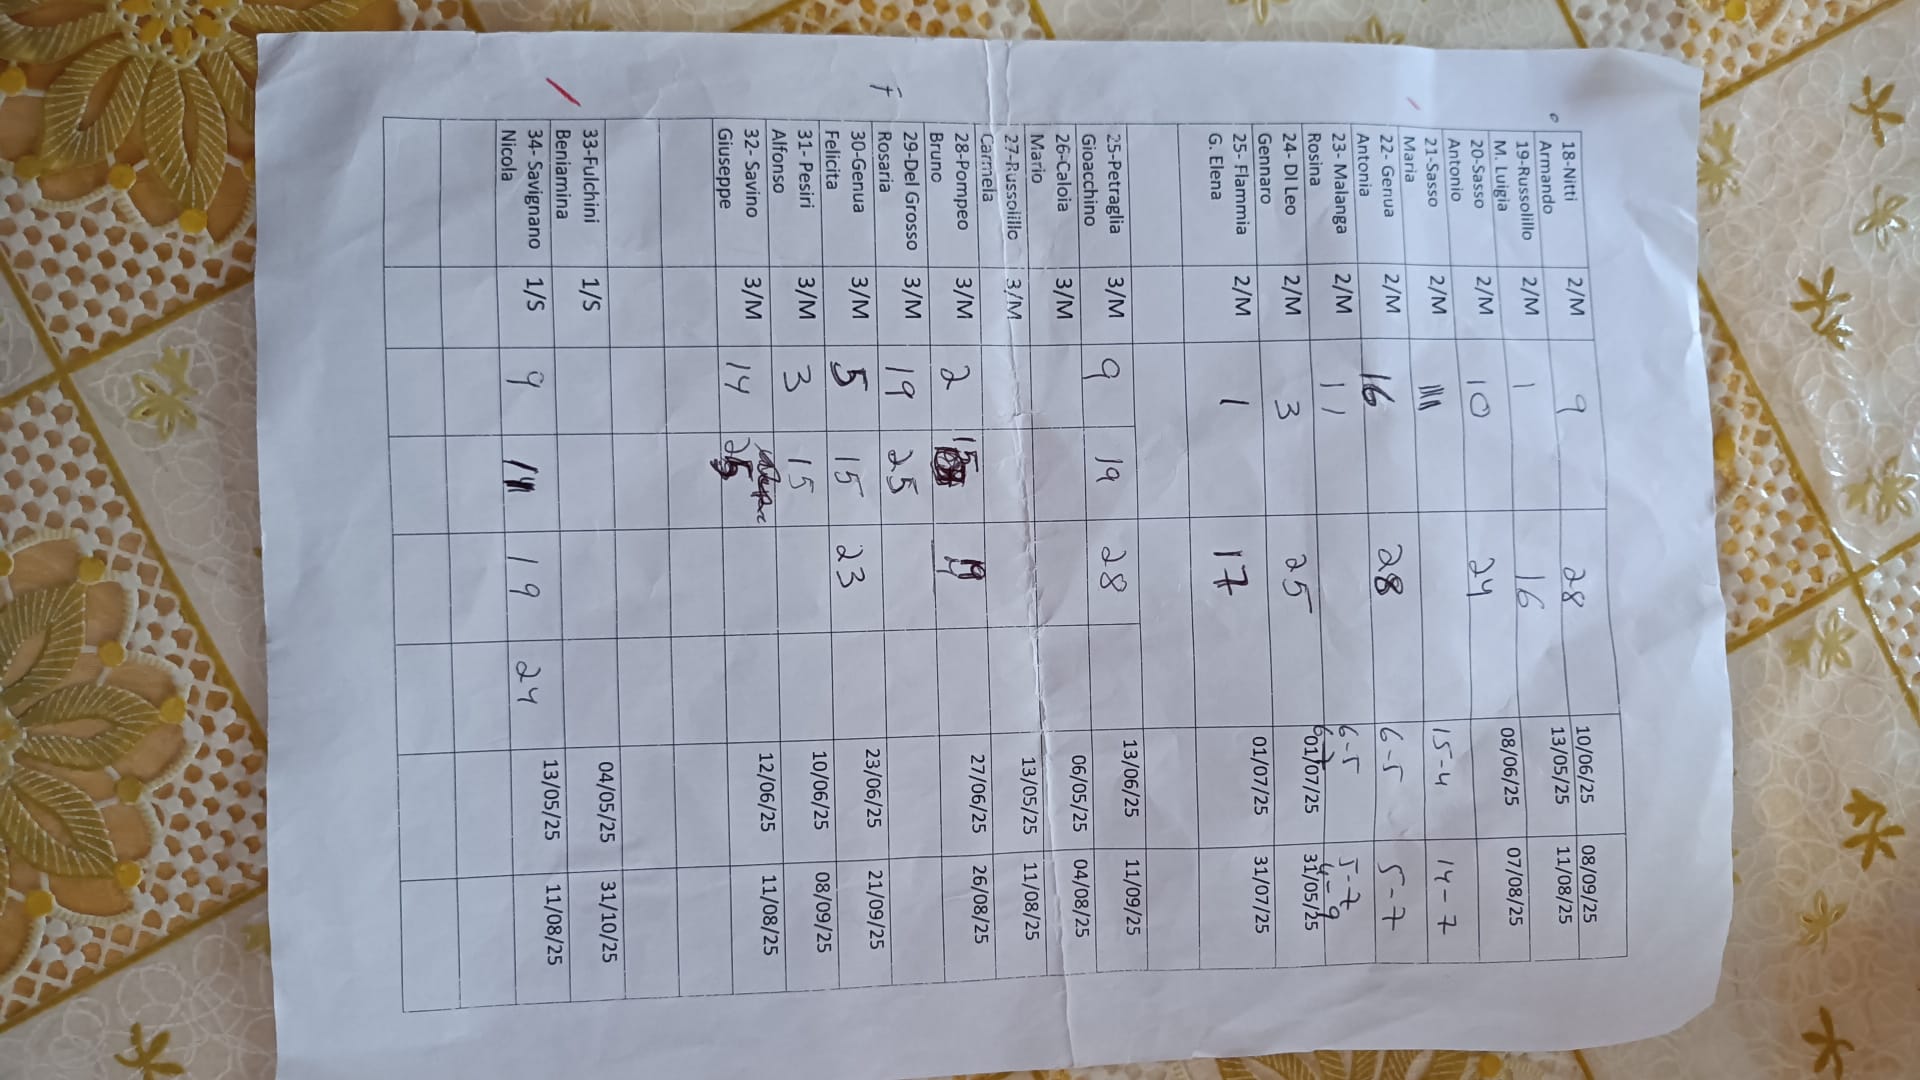 18-Nitti 2/M 9 28 10/06/25 08/09/25
Armando 13/05/25 11/08/25
19-Russolillo 2/M 1 16
M. Luigia 08/06/25 07/08/25
20-Sasso 2/M 10 24
Antonio
21-Sasso 2/M 15-4 14-7
Maria
22- Genua 2/M 16 28 6-5 5-7
Antonia
23- Malanga 2/M 11 6-5 5-7
Rosina 6-7 4-9
01/07/25 31/05/25
24- DI Leo 2/M 3 25
Gennaro
25- Flammia 2/M 1 17 01/07/25 31/07/25
G. Elena
25-Petraglia 3/M 9 19 28 13/06/25 11/09/25
Gioacchino
26-Caloia 3/M 06/05/25 04/08/25
Mario
27-Russolillo 3/M 13/05/25 11/08/25
Carmela
28-Pompeo 3/M 2 15 19 27/06/25 26/08/25
Bruno
29-Del Grosso 3/M 19 25
F Rosaria
30-Genua 3/M 5 15 23 23/06/25 21/09/25
Felicita
31- Pesiri 3/M 3 15 10/06/25 08/09/25
Alfonso
32- Savino 3/M 14 25 12/06/25 11/08/25
Giuseppe
33-Fulchini 1/S 04/05/25 31/10/25
Beniamina
34- Savignano 1/S 9 14 19 24 13/05/25 11/08/25
Nicola